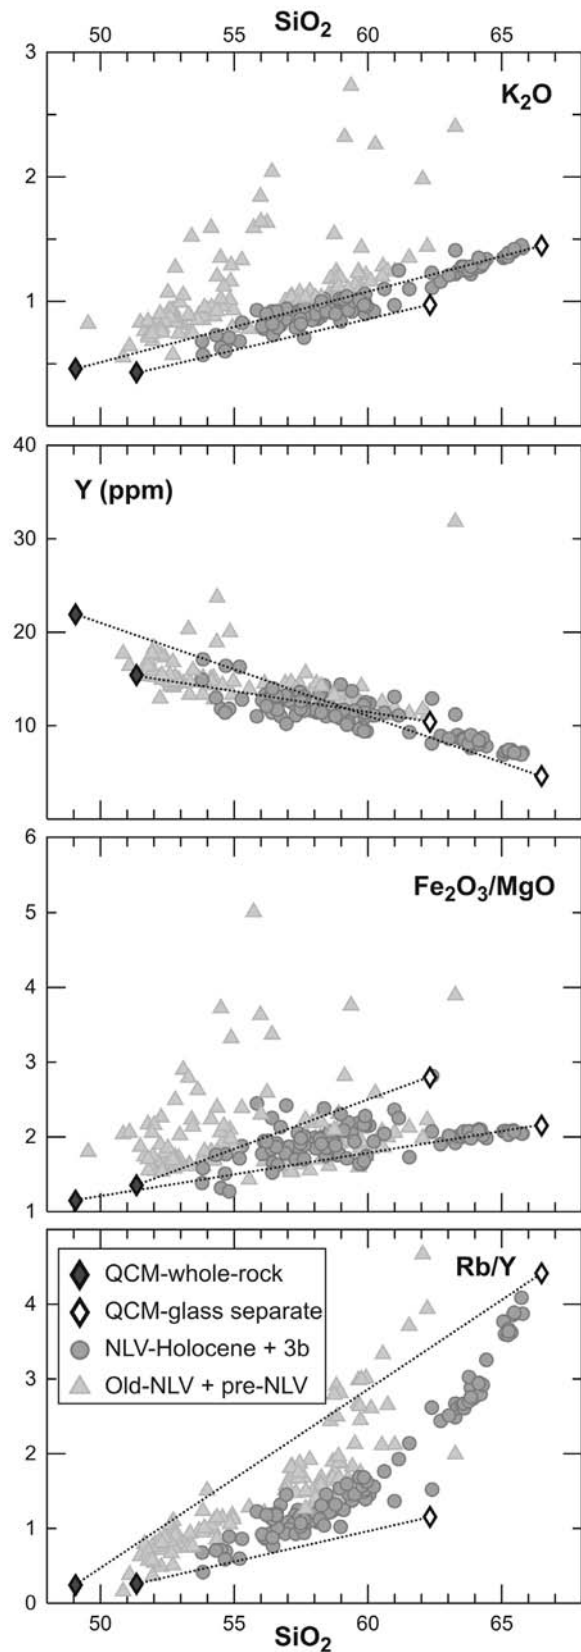 SiO₂
50 55 60 65
3
K₂O
2
1
0
40
Y (ppm)
30
20
10
6
Fe₂O₃/MgO
5
4
3
2
1
Rb/Y
QCM-whole-rock
QCM-glass separate
4
NLV-Holocene + 3b
Old-NLV + pre-NLV
3
2
1
0
50 55 60 65
SiO₂